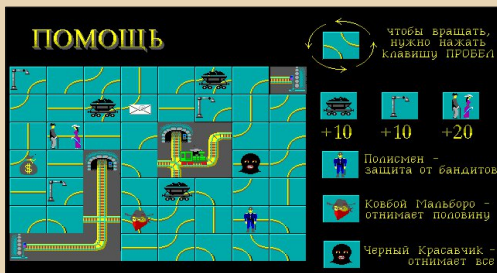 ПОМОЩЬ
чтобы вращать,
нужно нажать
клавишу ПРОБЕЛ
+10 +10 +20
Полисмен -
защита от бандитов
Ковбой Мальборо -
отнимает половину
Черный Красавчик -
отнимает все